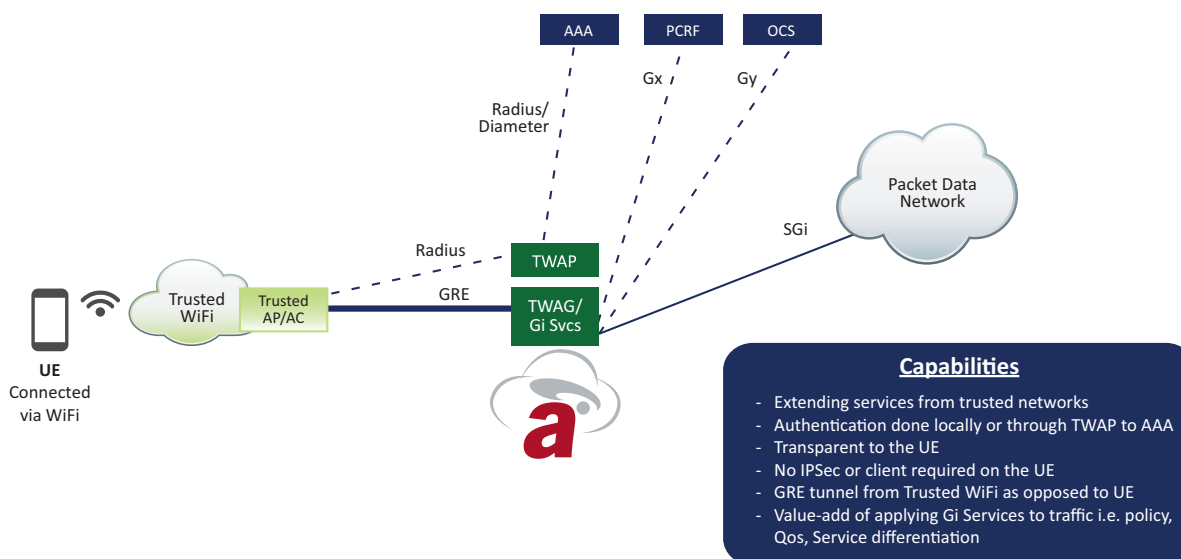 AAA
PCRF
OCS
Gx
Gy
Radius/
Diameter
Packet Data
Network
SGi
Radius
TWAP
GRE
Trusted
WiFi
Trusted
AP/AC
TWAG/
Gi Svcs
UE
Connected
via WiFi
a
Capabilities
- Extending services from trusted networks
- Authentication done locally or through TWAP to AAA
- Transparent to the UE
- No IPSec or client required on the UE
- GRE tunnel from Trusted WiFi as opposed to UE
- Value-add of applying Gi Services to traffic i.e. policy,
Qos, Service differentiation